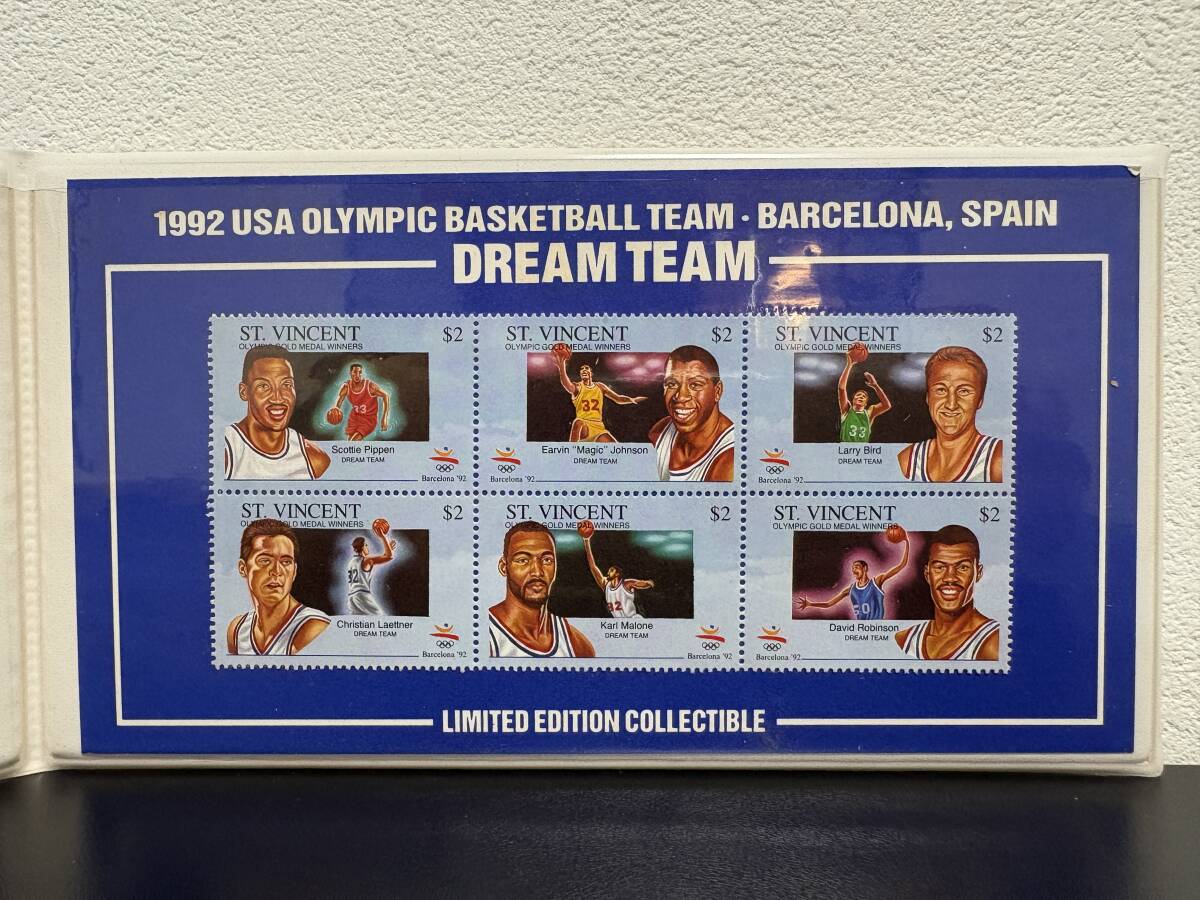 1992 USA OLYMPIC BASKETBALL TEAM · BARCELONA, SPAIN
DREAM TEAM
ST. VINCENT $2
OLYMPIC GOLD MEDAL WINNERS
33
Scottie Pippen
DREAM TEAM
Barcelona '92
ST. VINCENT $2
OLYMPIC GOLD MEDAL WINNERS
32
Earvin "Magic" Johnson
DREAM TEAM
Barcelona '92
ST. VINCENT $2
OLYMPIC GOLD MEDAL WINNERS
33
Larry Bird
DREAM TEAM
Barcelona '92
ST. VINCENT $2
OLYMPIC GOLD MEDAL WINNERS
32
Christian Laettner
DREAM TEAM
Barcelona '92
ST. VINCENT $2
OLYMPIC GOLD MEDAL WINNERS
32
Karl Malone
DREAM TEAM
Barcelona '92
ST. VINCENT $2
OLYMPIC GOLD MEDAL WINNERS
50
David Robinson
DREAM TEAM
Barcelona '92
LIMITED EDITION COLLECTIBLE